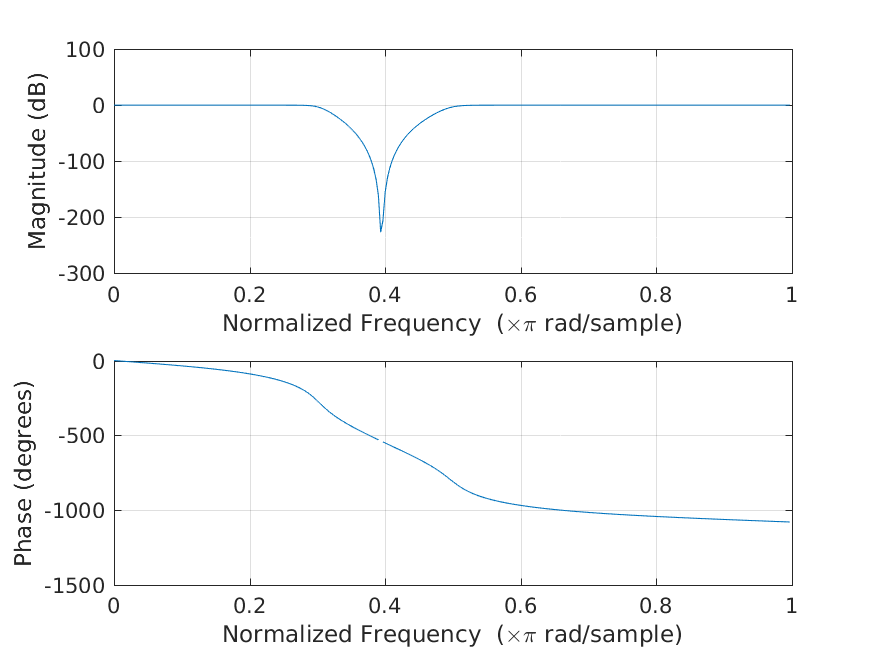 100
0
-100
-200
-300
Magnitude (dB)
0 0.2 0.4 0.6 0.8 1
Normalized Frequency (×π rad/sample)
0
-500
-1000
-1500
Phase (degrees)
0 0.2 0.4 0.6 0.8 1
Normalized Frequency (×π rad/sample)